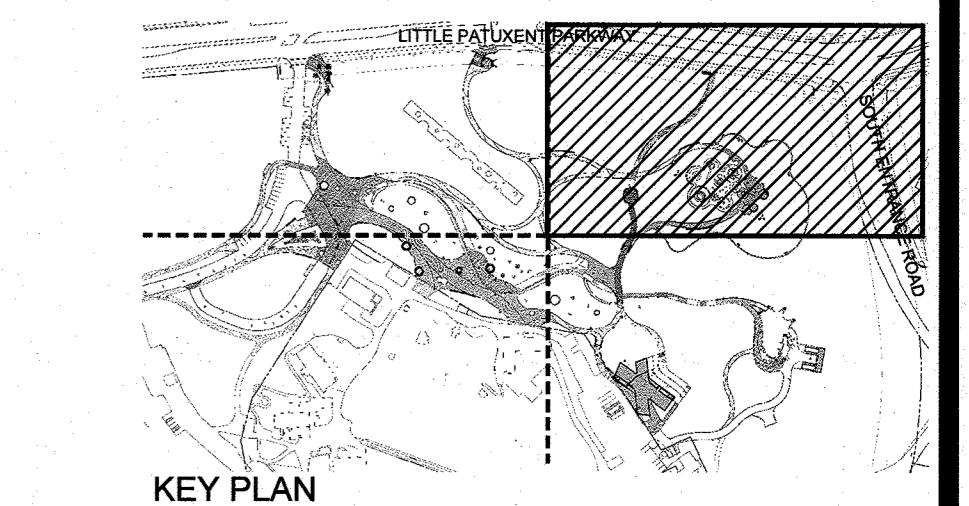 LITTLE PATUXENT PARKWAY
SOUTH ENTRANCE ROAD
KEY PLAN